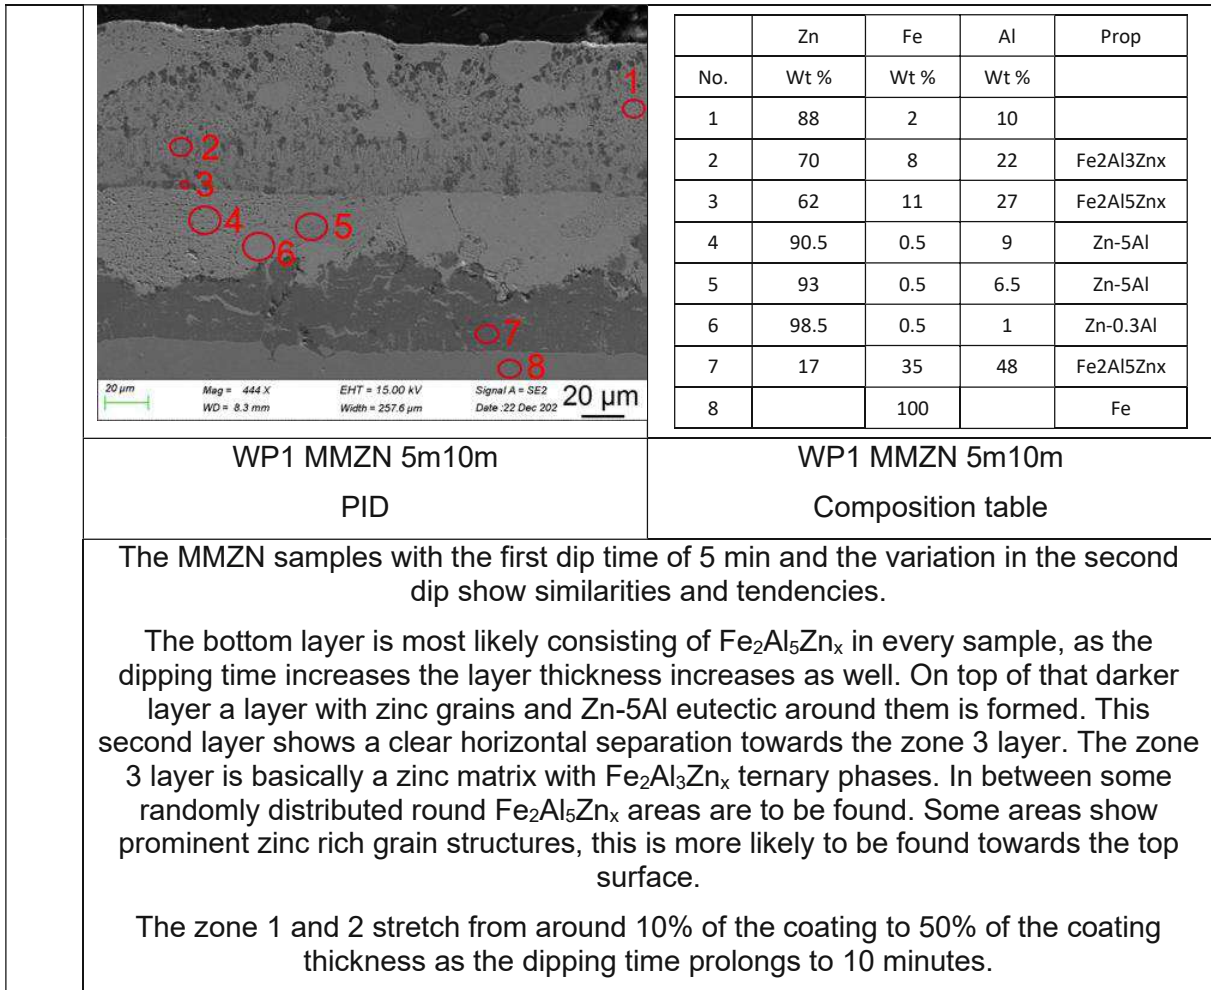 1
2
3
4
5
6
7
8
20 µm
Mag = 444 X
EHT = 15.00 kV
Signal A = SE2
20 µm
WD = 8.3 mm
Width = 257.6 µm
Date :22 Dec 202
Zn Fe Al Prop
No. Wt % Wt % Wt %
1 88 2 10
2 70 8 22 Fe2Al3Znx
3 62 11 27 Fe2Al5Znx
4 90.5 0.5 9 Zn-5Al
5 93 0.5 6.5 Zn-5Al
6 98.5 0.5 1 Zn-0.3Al
7 17 35 48 Fe2Al5Znx
8 100 Fe
WP1 MMZN 5m10m
PID
WP1 MMZN 5m10m
Composition table
The MMZN samples with the first dip time of 5 min and the variation in the second
dip show similarities and tendencies.
The bottom layer is most likely consisting of Fe₂Al₅Znₓ in every sample, as the
dipping time increases the layer thickness increases as well. On top of that darker
layer a layer with zinc grains and Zn-5Al eutectic around them is formed. This
second layer shows a clear horizontal separation towards the zone 3 layer. The zone
3 layer is basically a zinc matrix with Fe₂Al₃Znₓ ternary phases. In between some
randomly distributed round Fe₂Al₅Znₓ areas are to be found. Some areas show
prominent zinc rich grain structures, this is more likely to be found towards the top
surface.
The zone 1 and 2 stretch from around 10% of the coating to 50% of the coating
thickness as the dipping time prolongs to 10 minutes.